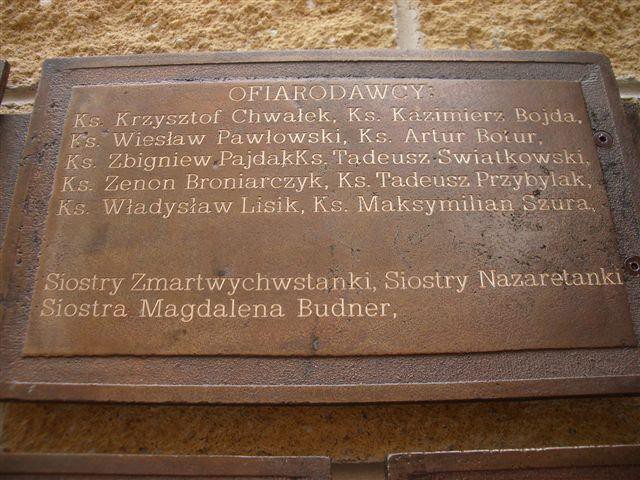 OFIARODAWCY:
Ks. Krzysztof Chwałek, Ks. Kazimierz Bojda,
Ks. Wiesław Pawłowski, Ks. Artur Botur,
Ks. Zbigniew Pajdak,Ks. Tadeusz Swiątkowski,
Ks. Zenon Broniarczyk, Ks. Tadeusz Przybylak,
Ks. Władysław Lisik, Ks. Maksymilian Szura,
Siostry Zmartwychwstanki, Siostry Nazaretanki
Siostra Magdalena Budner,